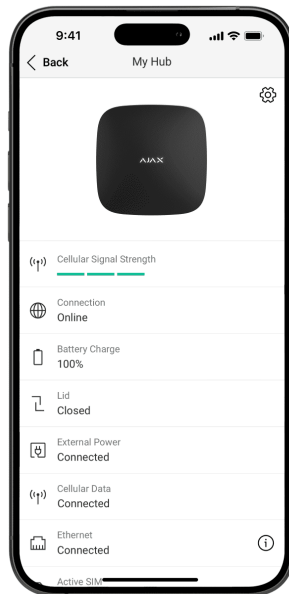 9:41
Back
My Hub
AJAX
Cellular Signal Strength
Connection
Online
Battery Charge
100%
Lid
Closed
External Power
Connected
Cellular Data
Connected
Ethernet
Connected
Active SIM